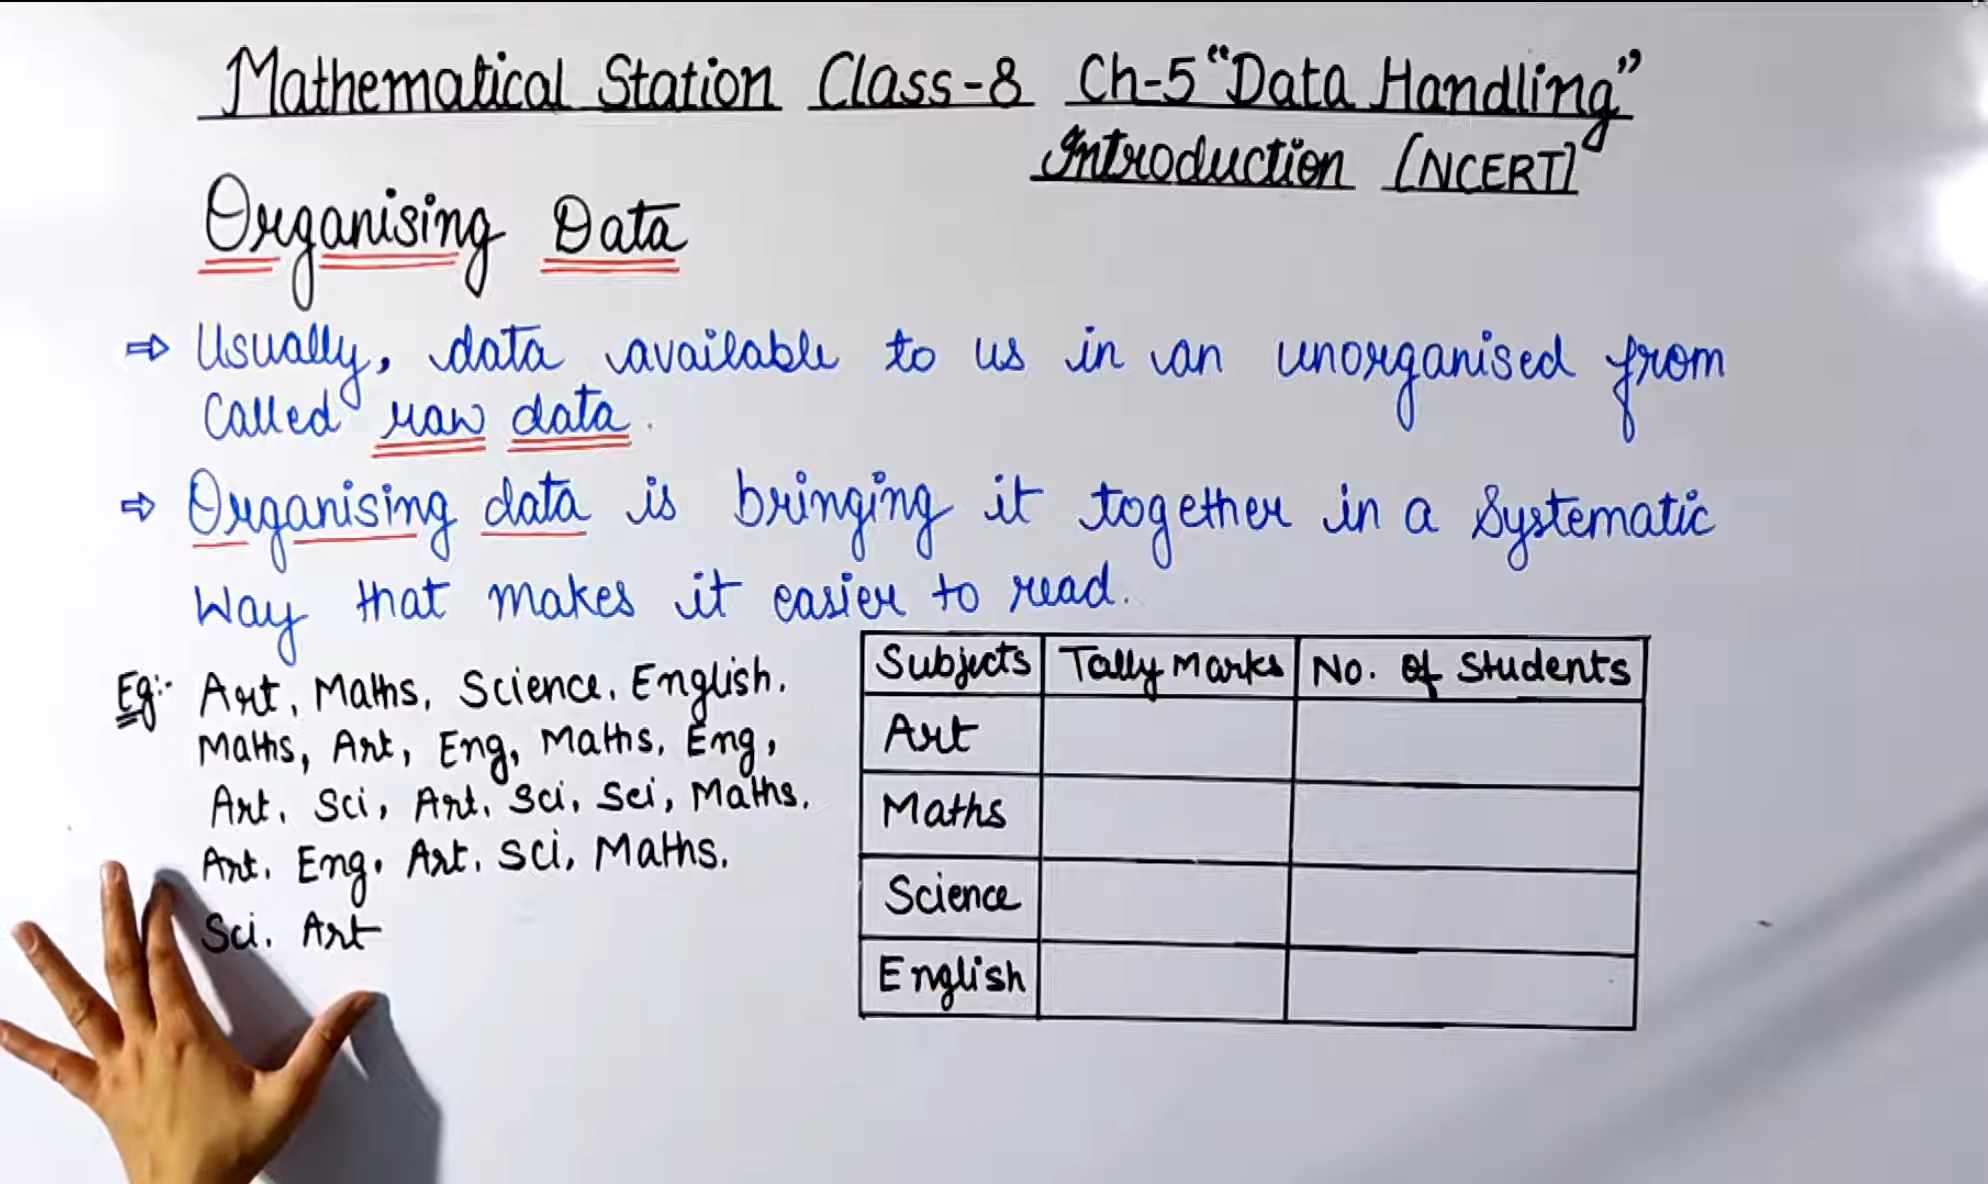 Mathematical Station Class-8 Ch-5 "Data Handling"
Introduction [NCERT]
Organising Data
⇒ Usually, data available to us in an unorganised from
Called raw data.
⇒ Organising data is bringing it together in a Systematic
Way that makes it easier to read.
Eg:- Art, Maths, Science, English.
Maths, Art, Eng, Maths, Eng,
Art, Sci, Art, Sci, Sci, Maths,
Art, Eng, Art, Sci, Maths.
Sci, Art
Subjects Tally Marks No. of Students
Art
Maths
Science
English